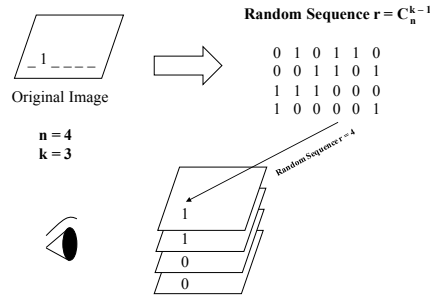 Random Sequence r = C_n^{k – 1}
_ 1 _ _ _ _
0 1 0 1 1 0
0 0 1 1 0 1
1 1 1 0 0 0
1 0 0 0 0 1
Original Image
n = 4
k = 3
Random Sequence r = 4
1
1
0
0